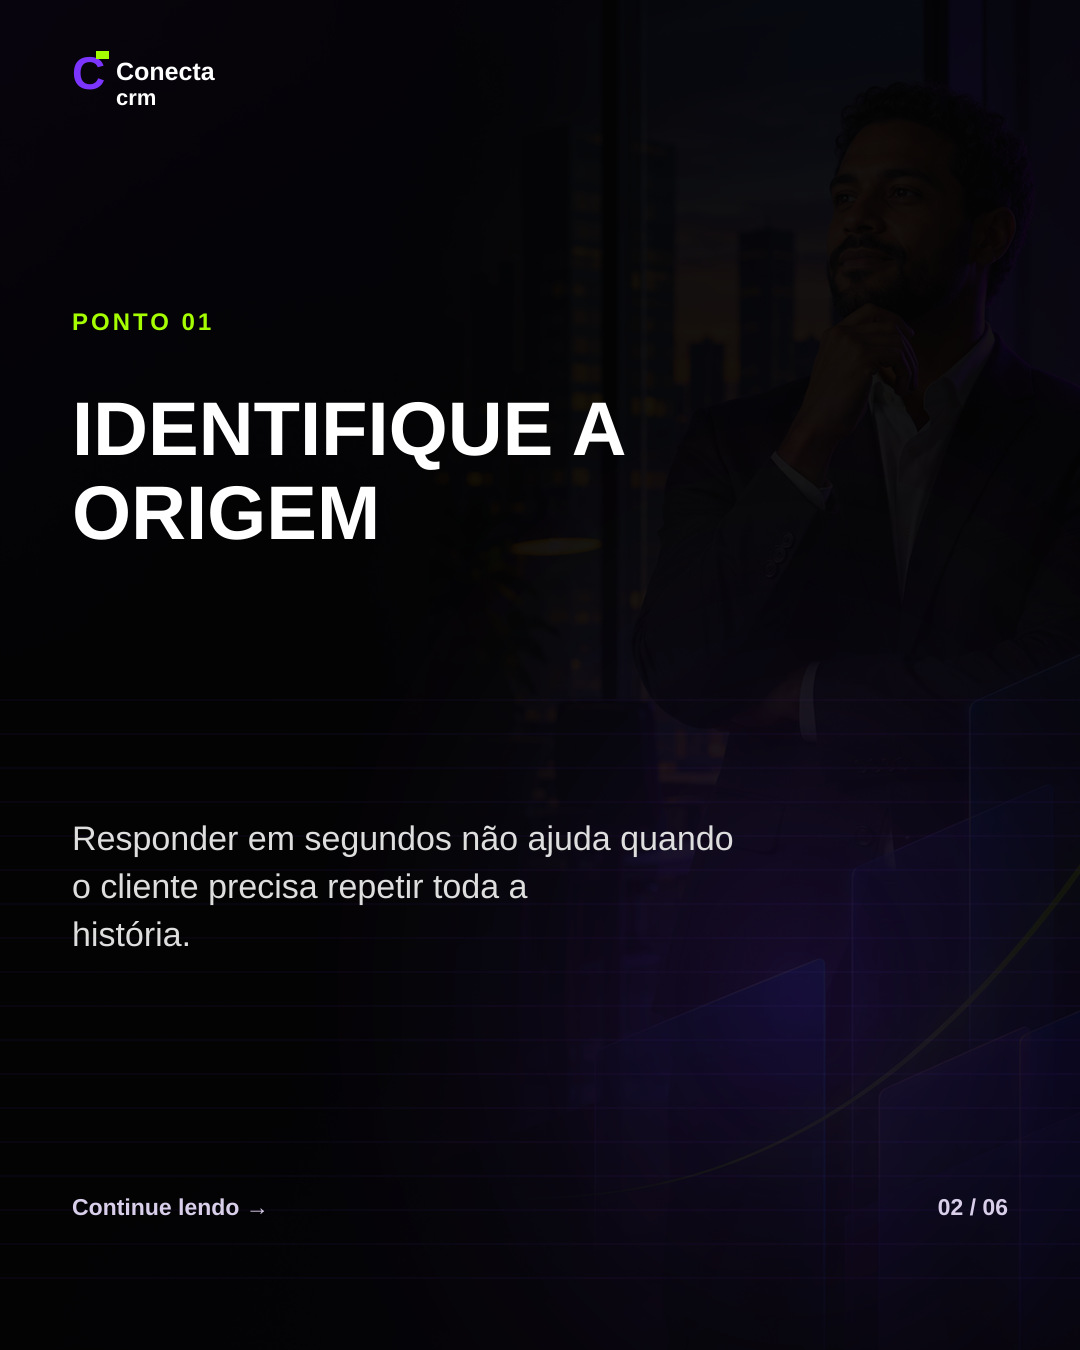 Conecta
crm
PONTO 01
IDENTIFIQUE A
ORIGEM
Responder em segundos não ajuda quando
o cliente precisa repetir toda a
história.
Continue lendo →
02 / 06